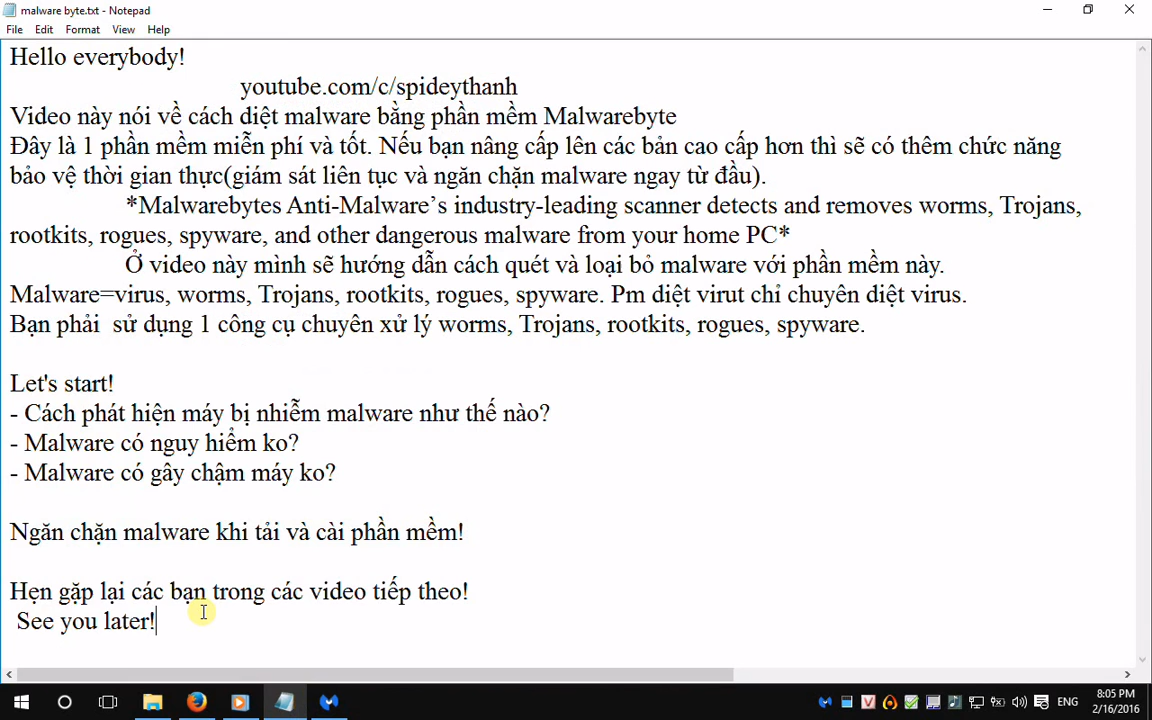 malware byte.txt - Notepad
File Edit Format View Help
Hello everybody!
youtube.com/c/spideythanh
Video này nói về cách diệt malware bằng phần mềm Malwarebyte
Đây là 1 phần mềm miễn phí và tốt. Nếu bạn nâng cấp lên các bản cao cấp hơn thì sẽ có thêm chức năng
bảo vệ thời gian thực(giám sát liên tục và ngăn chặn malware ngay từ đầu).
*Malwarebytes Anti-Malware’s industry-leading scanner detects and removes worms, Trojans,
rootkits, rogues, spyware, and other dangerous malware from your home PC*
Ở video này mình sẽ hướng dẫn cách quét và loại bỏ malware với phần mềm này.
Malware=virus, worms, Trojans, rootkits, rogues, spyware. Pm diệt virut chỉ chuyên diệt virus.
Bạn phải  sử dụng 1 công cụ chuyên xử lý worms, Trojans, rootkits, rogues, spyware.
Let's start!
- Cách phát hiện máy bị nhiễm malware như thế nào?
- Malware có nguy hiểm ko?
- Malware có gây chậm máy ko?
Ngăn chặn malware khi tải và cài phần mềm!
Hẹn gặp lại các bạn trong các video tiếp theo!
See you later!
ENG
8:05 PM
2/16/2016